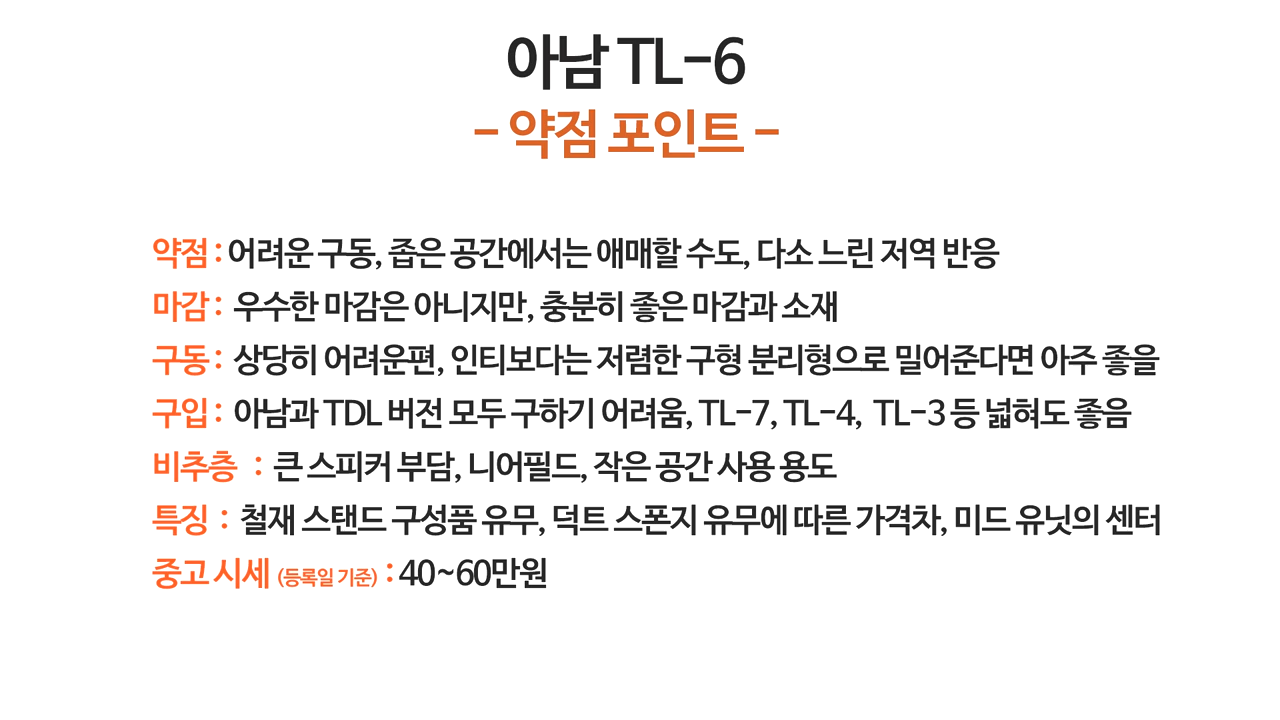 아남 TL-6
- 약점 포인트 -
약점 : 어려운 구동, 좁은 공간에서는 애매할 수도, 다소 느린 저역 반응
마감 : 우수한 마감은 아니지만, 충분히 좋은 마감과 소재
구동 : 상당히 어려운편, 인티보다는 저렴한 구형 분리형으로 밀어준다면 아주 좋을
구입 : 아남과 TDL 버전 모두 구하기 어려움, TL-7, TL-4, TL-3 등 넓혀도 좋음
비추층 : 큰 스피커 부담, 니어필드, 작은 공간 사용 용도
특징 : 철재 스탠드 구성품 유무, 덕트 스폰지 유무에 따른 가격차, 미드 유닛의 센터
중고 시세 (등록일 기준) : 40~60만원